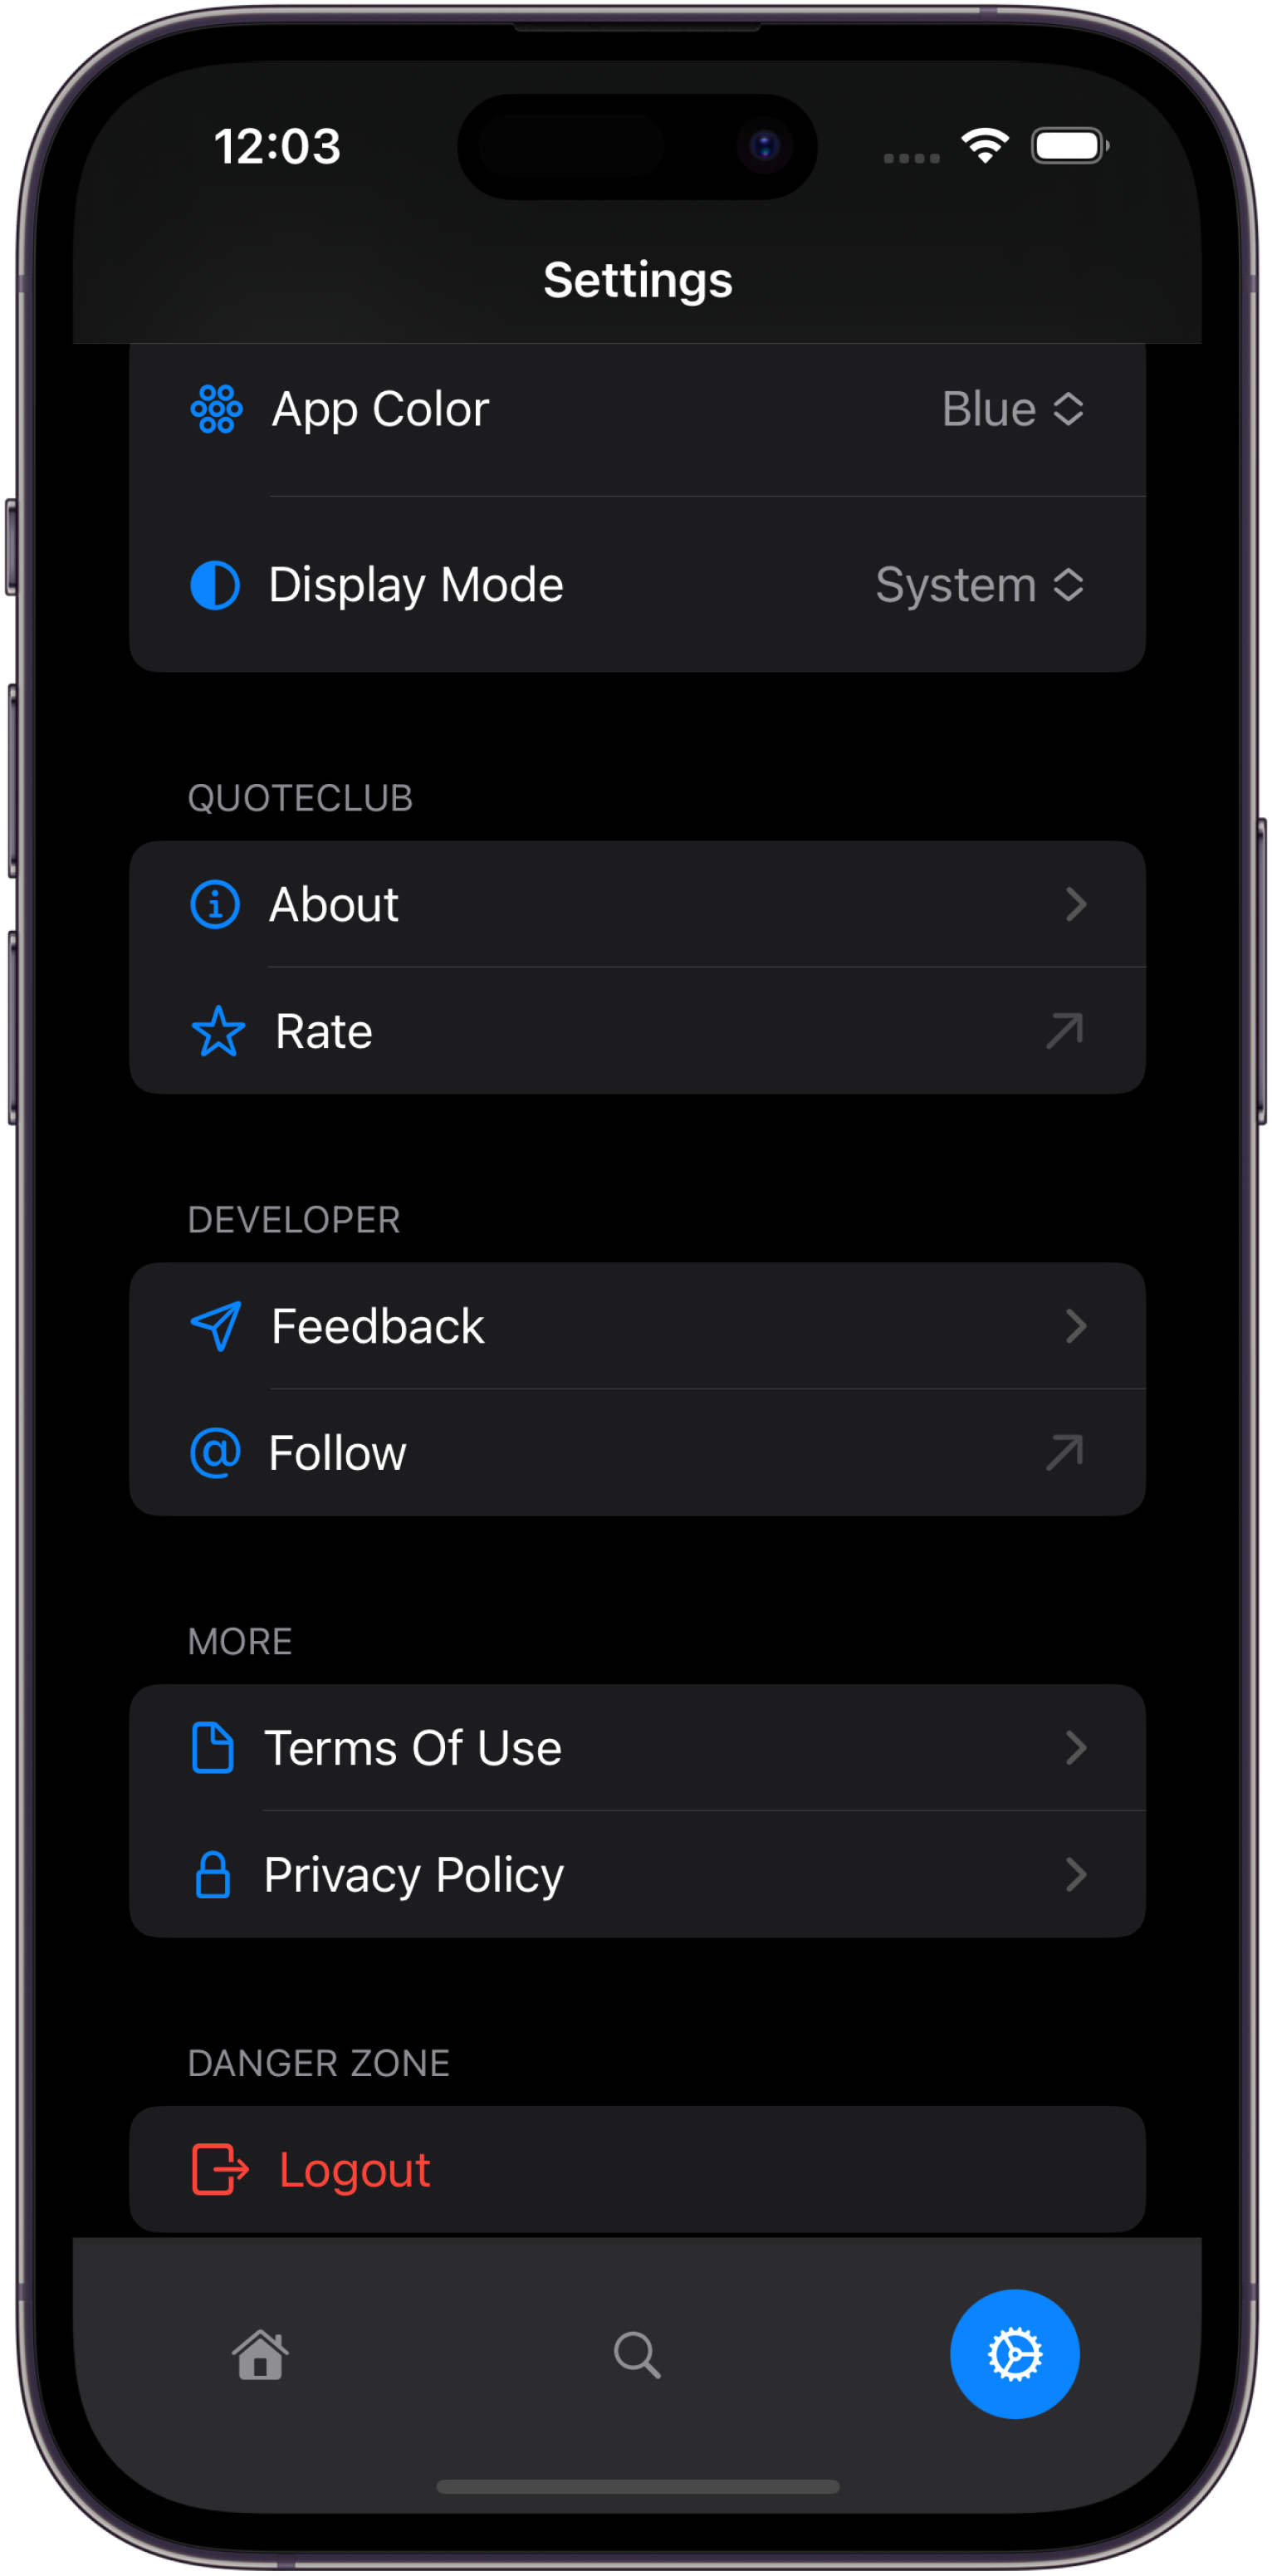 12:03
Settings
App Color Blue
Display Mode System
QUOTECLUB
About
Rate
DEVELOPER
Feedback
@ Follow
MORE
Terms Of Use
Privacy Policy
DANGER ZONE
Logout